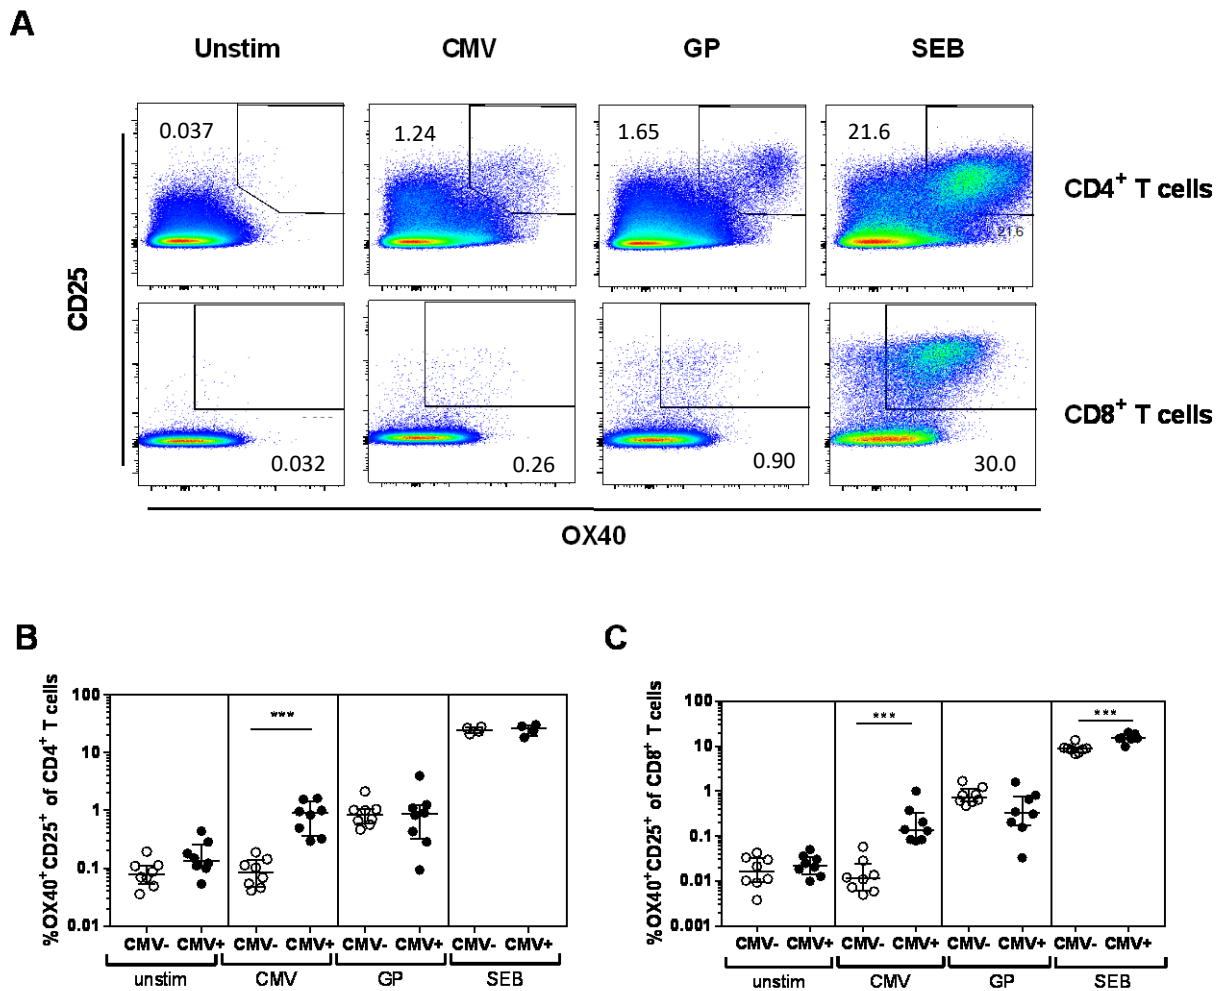 A
Unstim CMV GP SEB
0.037 1.24 1.65 21.6
CD4⁺ T cells
21.6
CD25
CD8⁺ T cells
0.032 0.26 0.90 30.0
OX40
B
%OX40⁺CD25⁺ of CD4⁺ T cells
100
10
1
0.1
0.01
***
CMV- CMV+ CMV- CMV+ CMV- CMV+ CMV- CMV+
unstim CMV GP SEB
C
%OX40⁺CD25⁺ of CD8⁺ T cells
100
10
1
0.1
0.01
0.001
*** ***
CMV- CMV+ CMV- CMV+ CMV- CMV+ CMV- CMV+
unstim CMV GP SEB